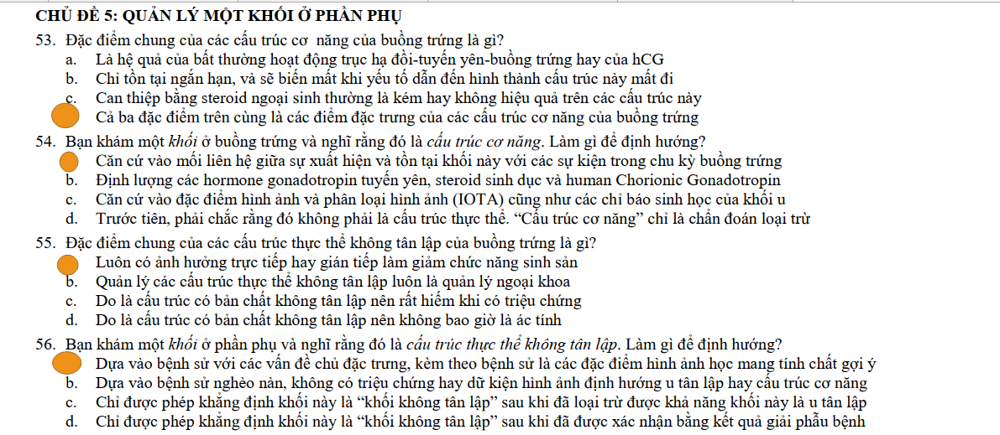 CHỦ ĐỀ 5: QUẢN LÝ MỘT KHỐI Ở PHẦN PHỤ
53. Đặc điểm chung của các cấu trúc cơ năng của buồng trứng là gì?
a. Là hệ quả của bất thường hoạt động trục hạ đồi-tuyến yên-buồng trứng hay của hCG
b. Chỉ tồn tại ngắn hạn, và sẽ biến mất khi yếu tố dẫn đến hình thành cấu trúc này mất đi
c. Can thiệp bằng steroid ngoại sinh thường là kém hay không hiệu quả trên các cấu trúc này
Cả ba đặc điểm trên cùng là các điểm đặc trưng của các cấu trúc cơ năng của buồng trứng
54. Bạn khám một khối ở buồng trứng và nghĩ rằng đó là cấu trúc cơ năng. Làm gì để định hướng?
Căn cứ vào mối liên hệ giữa sự xuất hiện và tồn tại khối này với các sự kiện trong chu kỳ buồng trứng
b. Định lượng các hormone gonadotropin tuyến yên, steroid sinh dục và human Chorionic Gonadotropin
c. Căn cứ vào đặc điểm hình ảnh và phân loại hình ảnh (IOTA) cũng như các chỉ báo sinh học của khối u
d. Trước tiên, phải chắc rằng đó không phải là cấu trúc thực thể. “Cấu trúc cơ năng” chỉ là chẩn đoán loại trừ
55. Đặc điểm chung của các cấu trúc thực thể không tân lập của buồng trứng là gì?
Luôn có ảnh hưởng trực tiếp hay gián tiếp làm giảm chức năng sinh sản
b. Quản lý các cấu trúc thực thể không tân lập luôn là quản lý ngoại khoa
c. Do là cấu trúc có bản chất không tân lập nên rất hiếm khi có triệu chứng
d. Do là cấu trúc có bản chất không tân lập nên không bao giờ là ác tính
56. Bạn khám một khối ở phần phụ và nghĩ rằng đó là cấu trúc thực thể không tân lập. Làm gì để định hướng?
Dựa vào bệnh sử với các vấn đề chủ đặc trưng, kèm theo bệnh sử là các đặc điểm hình ảnh học mang tính chất gợi ý
b. Dựa vào bệnh sử nghèo nàn, không có triệu chứng hay dữ kiện hình ảnh định hướng u tân lập hay cấu trúc cơ năng
c. Chỉ được phép khẳng định khối này là “khối không tân lập” sau khi đã loại trừ được khả năng khối này là u tân lập
d. Chỉ được phép khẳng định khối này là “khối không tân lập” sau khi đã được xác nhận bằng kết quả giải phẫu bệnh